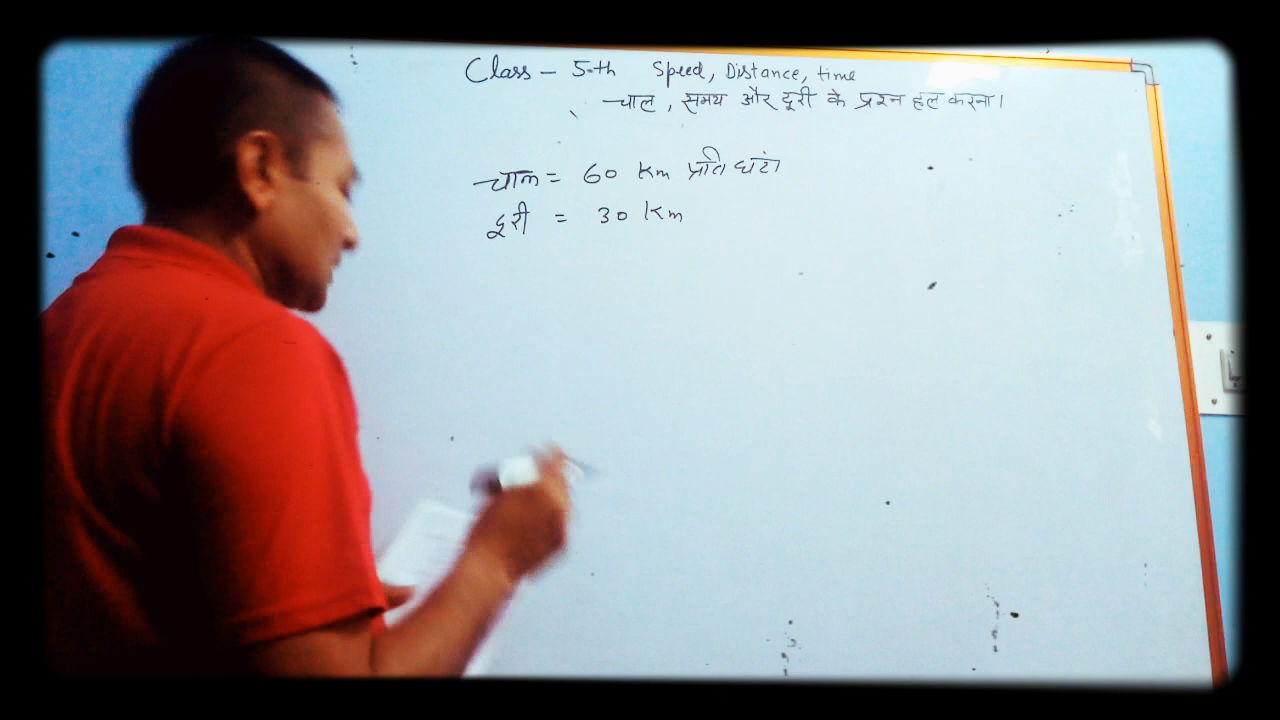 Class - 5th Speed, Distance, time
चाल, समय और दूरी के प्रश्न हल करना।
चाल = 60 Km प्रति घंटा
दूरी = 30 Km